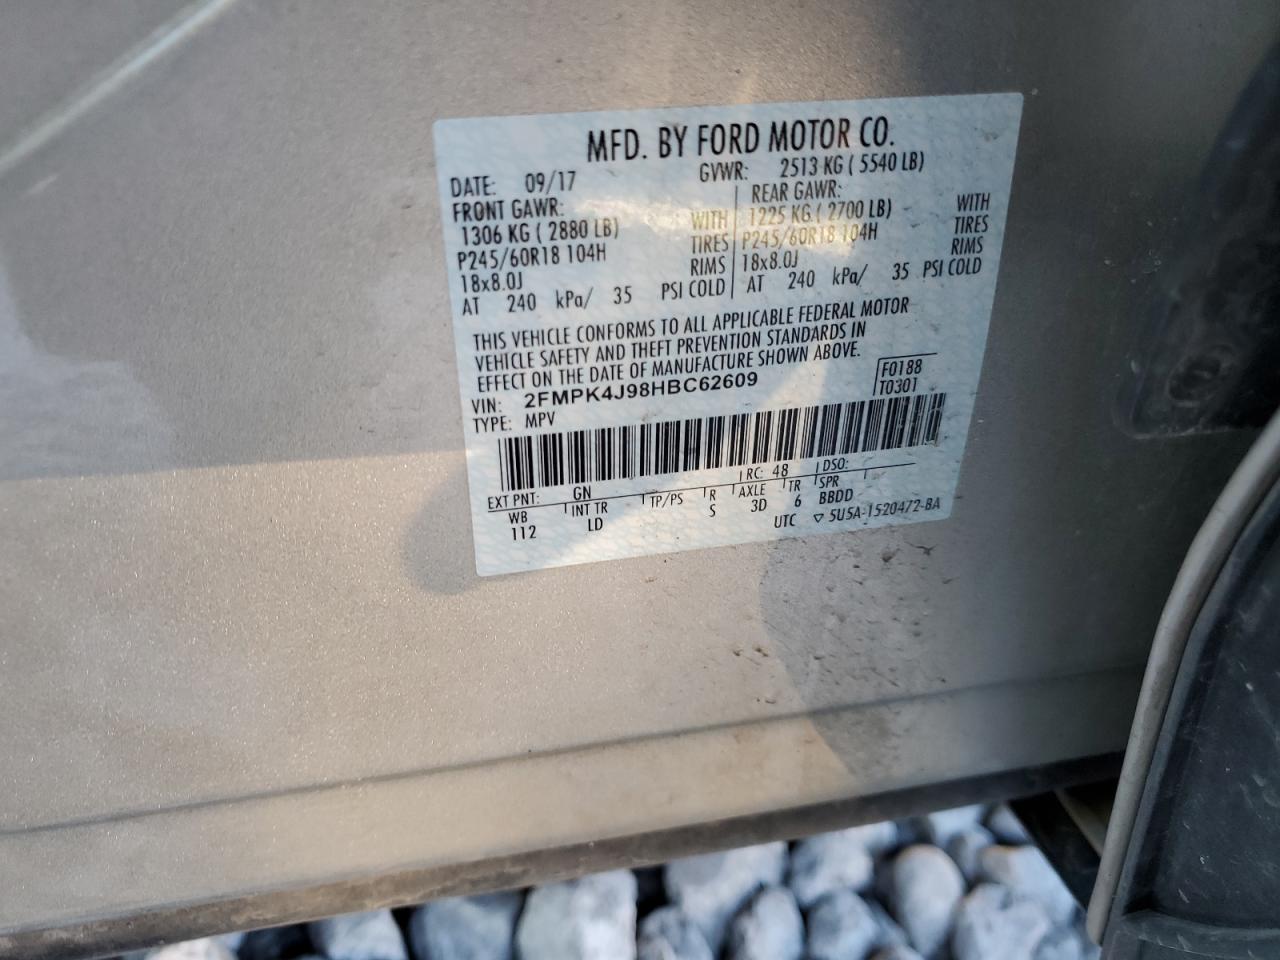 MFD. BY FORD MOTOR CO.
DATE: 09/17 GVWR: 2513 KG ( 5540 LB)
FRONT GAWR: REAR GAWR:
1306 KG ( 2880 LB) WITH 1225 KG ( 2700 LB) WITH
P245/60R18 104H TIRES P245/60R18 104H TIRES
18x8.0J RIMS 18x8.0J RIMS
AT 240 kPa/ 35 PSI COLD AT 240 kPa/ 35 PSI COLD
THIS VEHICLE CONFORMS TO ALL APPLICABLE FEDERAL MOTOR
VEHICLE SAFETY AND THEFT PREVENTION STANDARDS IN
EFFECT ON THE DATE OF MANUFACTURE SHOWN ABOVE.
VIN: 2FMPK4J98HBC62609 F0188
TYPE: MPV T0301
EXT PNT: GN RC: 48 DSO:
WB INT TR TP/PS R AXLE TR SPR
112 LD S 3D 6 BBDD
UTC ▽ 5U5A-1520472-BA